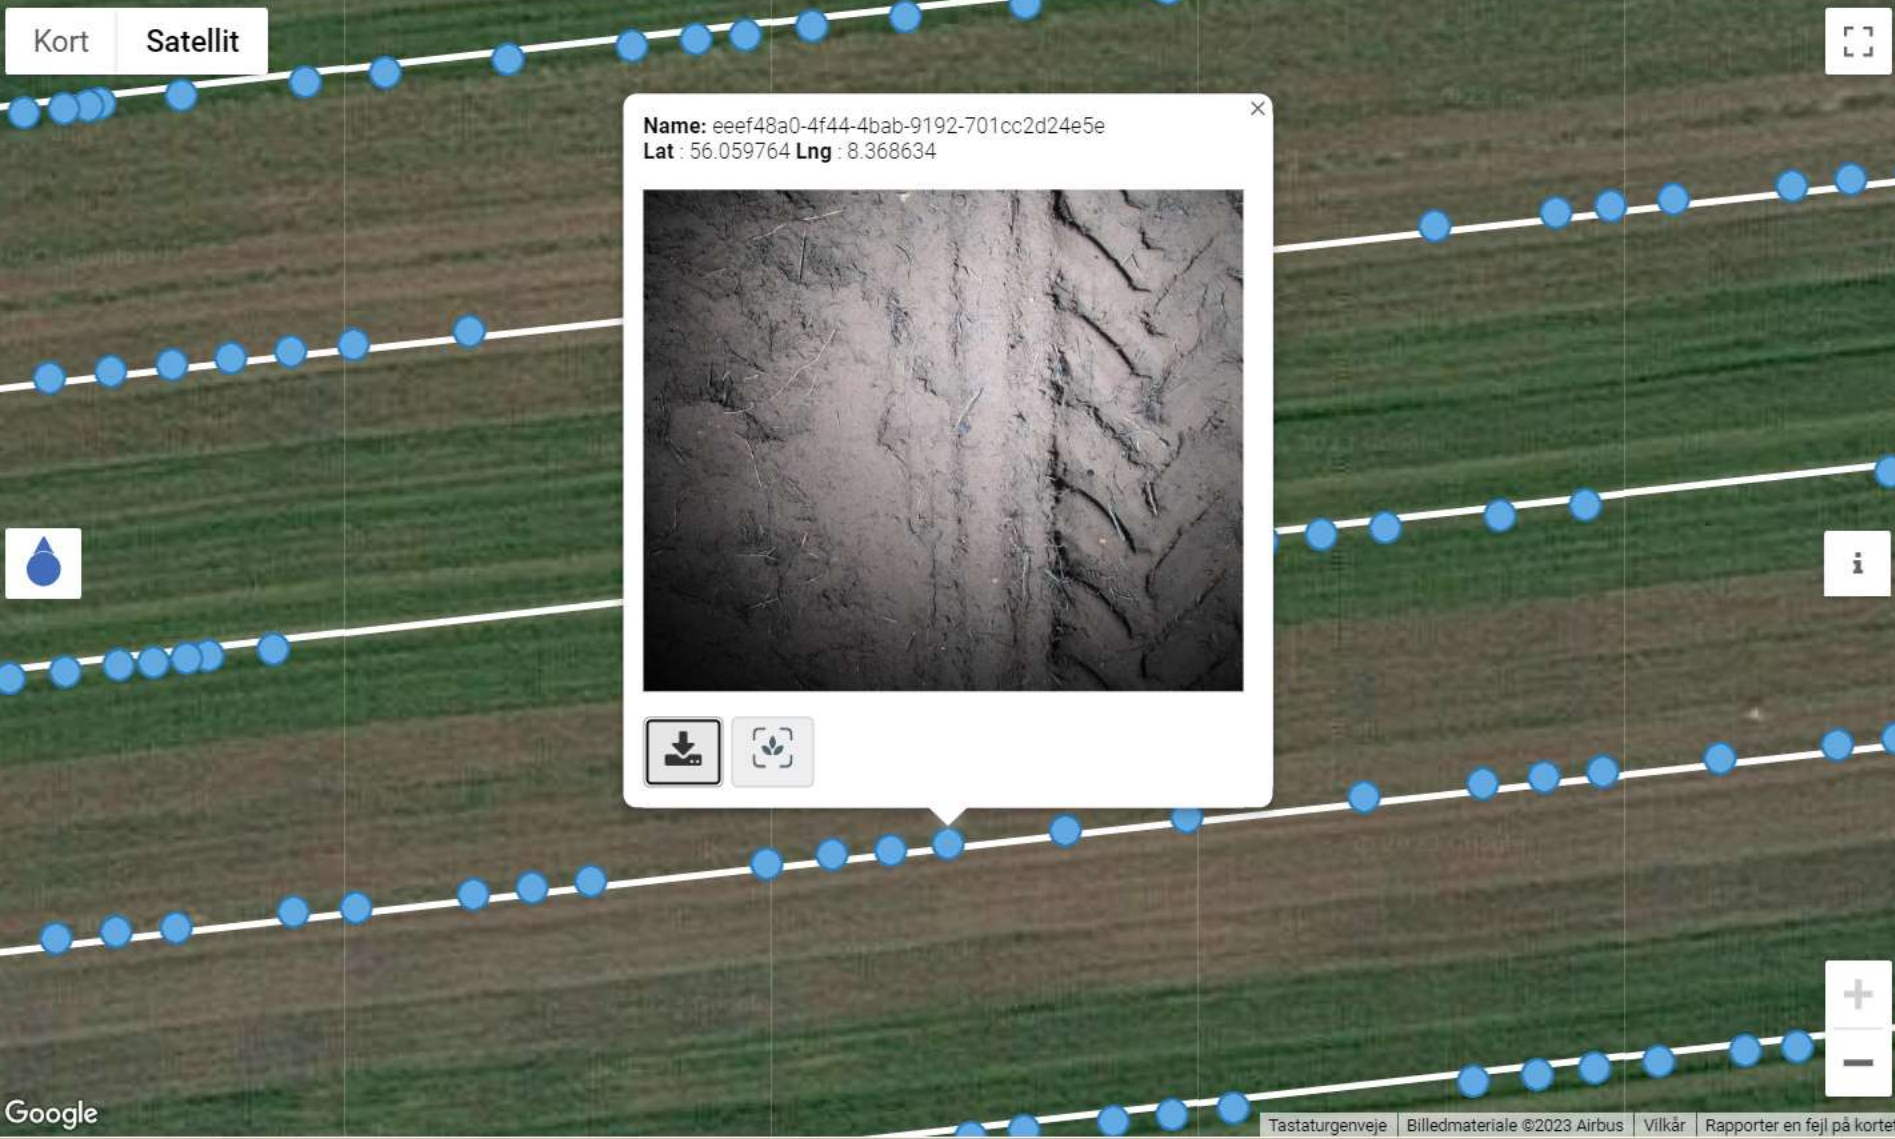 Kort Satellit
Name: eeef48a0-4f44-4bab-9192-701cc2d24e5e
Lat : 56.059764 Lng : 8.368634
Google
Tastaturgenveje Billedmateriale ©2023 Airbus Vilkår Rapporter en fejl på kortet